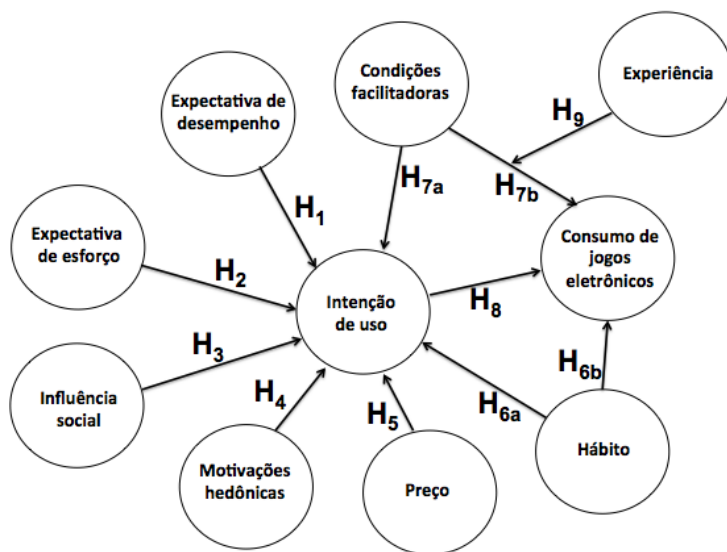 Condições
facilitadoras
Experiência
Expectativa de
desempenho
H9
H7a
H7b
H1
Expectativa
de esforço
Consumo de
jogos
eletrônicos
H2
Intenção
de uso
H8
H3
H6b
Influência
social
H4
H5
H6a
Hábito
Motivações
hedônicas
Preço